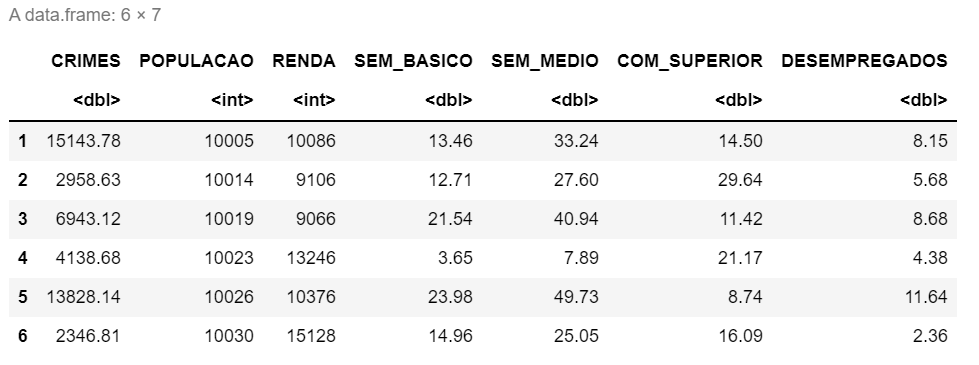 A data.frame: 6 × 7
CRIMES POPULACAO RENDA SEM_BASICO SEM_MEDIO COM_SUPERIOR DESEMPREGADOS
<dbl> <int> <int> <dbl> <dbl> <dbl> <dbl>
1 15143.78 10005 10086 13.46 33.24 14.50 8.15
2 2958.63 10014 9106 12.71 27.60 29.64 5.68
3 6943.12 10019 9066 21.54 40.94 11.42 8.68
4 4138.68 10023 13246 3.65 7.89 21.17 4.38
5 13828.14 10026 10376 23.98 49.73 8.74 11.64
6 2346.81 10030 15128 14.96 25.05 16.09 2.36